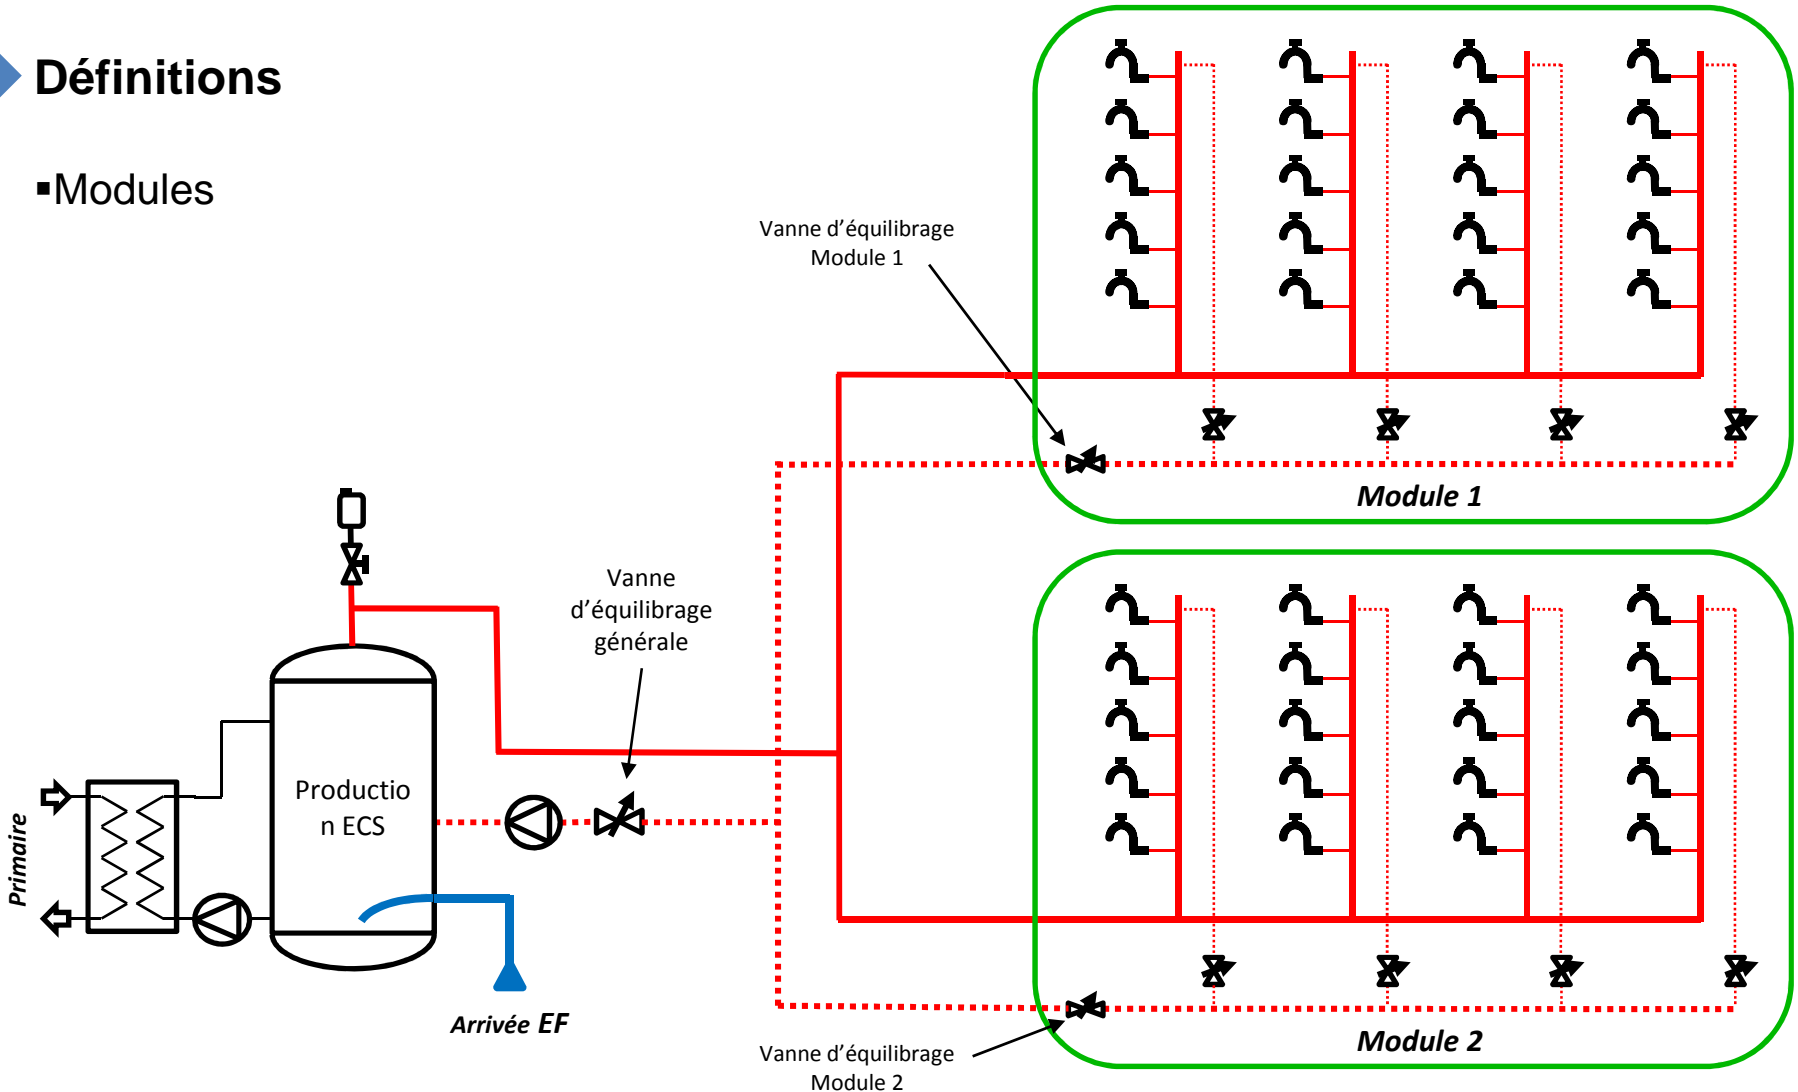 Définitions
▪Modules
Vanne d'équilibrage
Module 1
Module 1
Vanne
d'équilibrage
générale
Productio
n ECS
Primaire
Arrivée EF
Vanne d'équilibrage
Module 2
Module 2